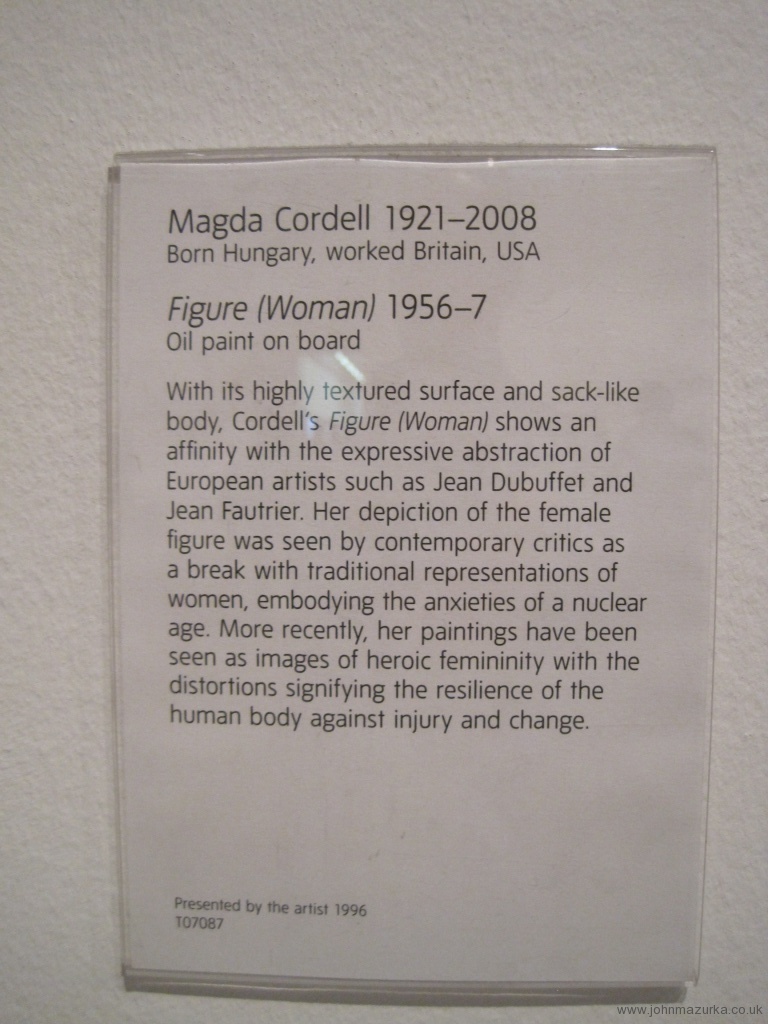 Magda Cordell 1921–2008
Born Hungary, worked Britain, USA
Figure (Woman) 1956–7
Oil paint on board
With its highly textured surface and sack-like
body, Cordell's Figure (Woman) shows an
affinity with the expressive abstraction of
European artists such as Jean Dubuffet and
Jean Fautrier. Her depiction of the female
figure was seen by contemporary critics as
a break with traditional representations of
women, embodying the anxieties of a nuclear
age. More recently, her paintings have been
seen as images of heroic femininity with the
distortions signifying the resilience of the
human body against injury and change.
Presented by the artist 1996
T07087
www.johnmazurka.co.uk